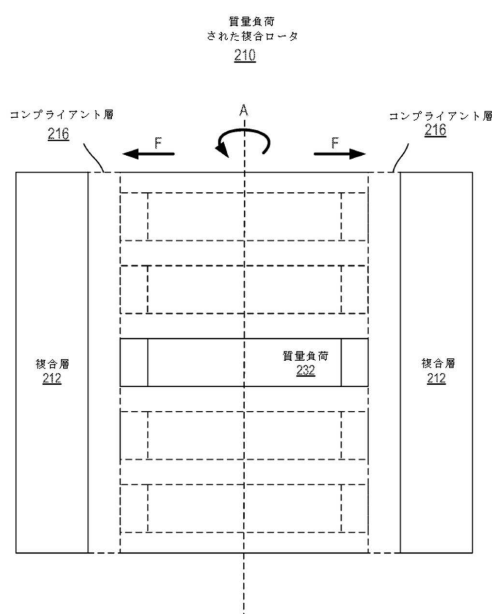 質量負荷
された複合ロータ
210
コンプライアント層
216
コンプライアント層
216
A
F
F
複合層
212
質量負荷
232
複合層
212